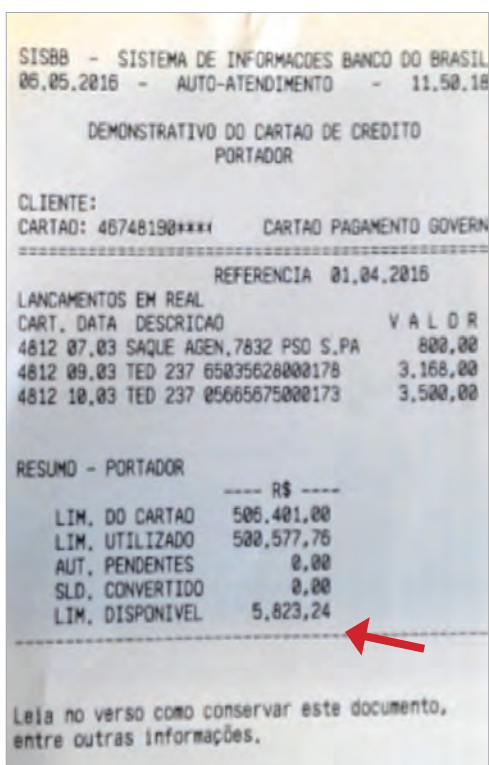 SISBB - SISTEMA DE INFORMACOES BANCO DO BRASIL
06.05.2016 - AUTO-ATENDIMENTO - 11.50.18
DEMONSTRATIVO DO CARTAO DE CREDITO
PORTADOR
CLIENTE:
CARTAO: 46748190**** CARTAO PAGAMENTO GOVERN
================================================
REFERENCIA 01.04.2016
LANCAMENTOS EM REAL
CART. DATA DESCRICAO V A L O R
4812 07.03 SAQUE AGEN.7832 PSO S.PA 800,00
4812 09.03 TED 237 65035628000178 3.168,00
4812 10.03 TED 237 05665675000173 3.500,00
RESUMO - PORTADOR
---- R$ ----
LIM. DO CARTAO 506.401,00
LIM. UTILIZADO 500.577,76
AUT. PENDENTES 0,00
SLD. CONVERTIDO 0,00
LIM. DISPONIVEL 5.823,24
------------------------------------------------
Leia no verso como conservar este documento,
entre outras informações.